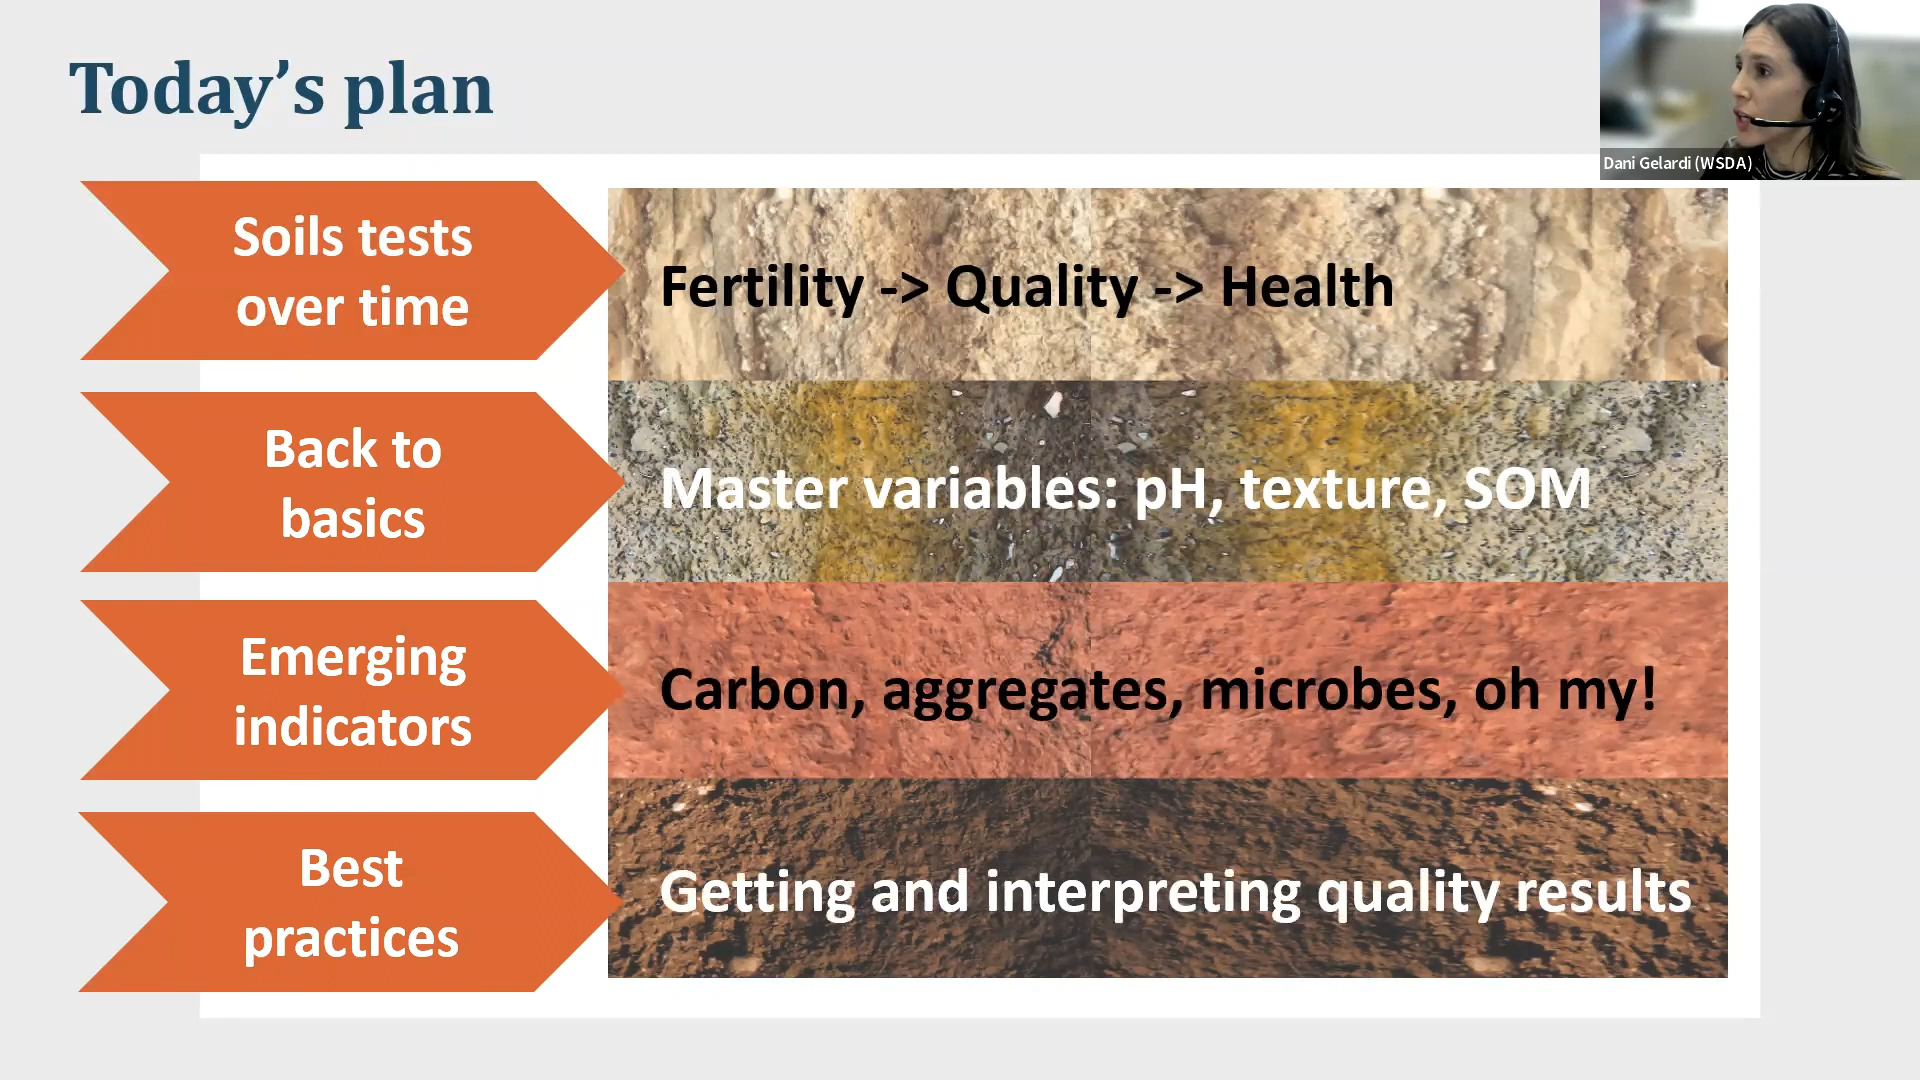 Today’s plan
Dani Gelardi (WSDA)
Soils tests
over time
Fertility -> Quality -> Health
Back to
basics
Master variables: pH, texture, SOM
Emerging
indicators
Carbon, aggregates, microbes, oh my!
Best
practices
Getting and interpreting quality results